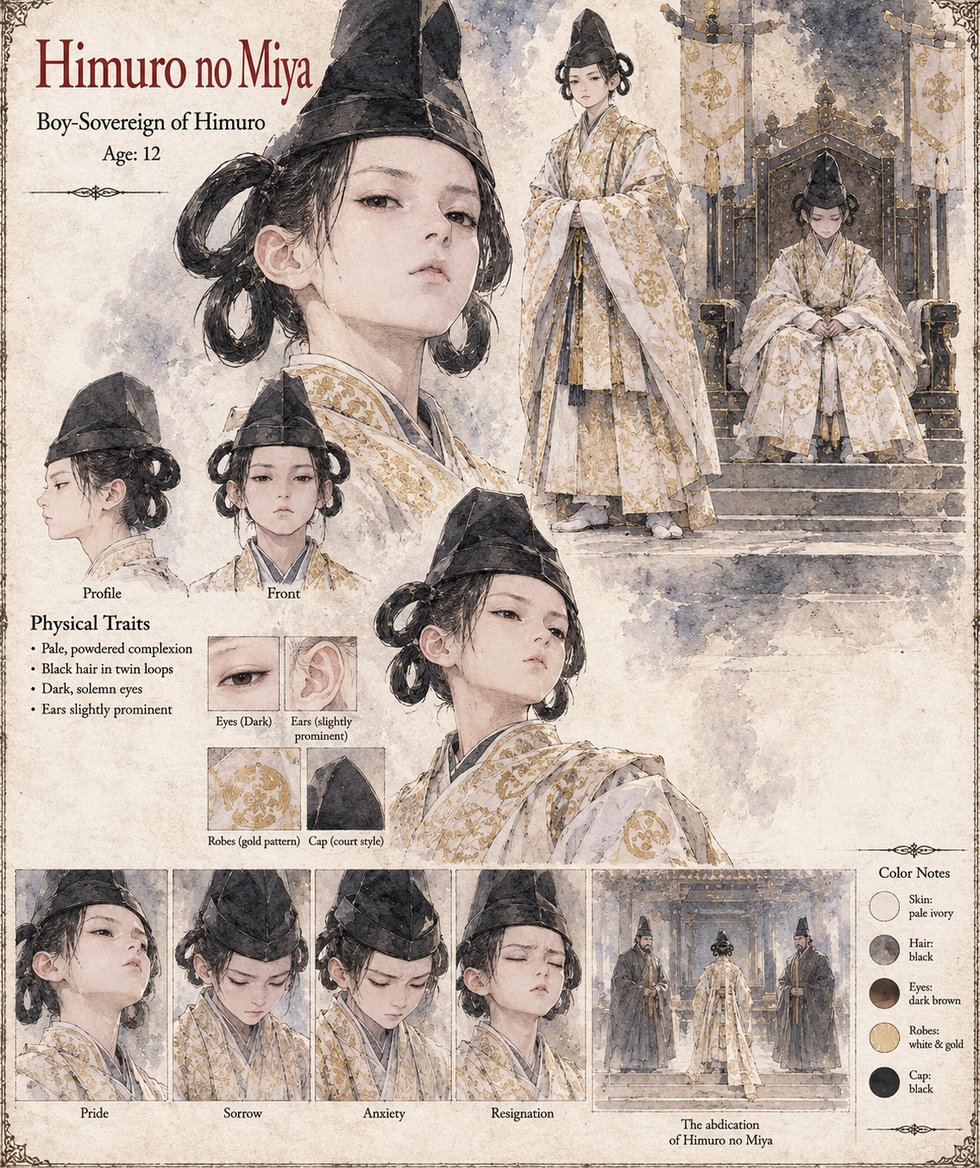 Himuro no Miya
Boy-Sovereign of Himuro
Age: 12
Profile
Front
Physical Traits
• Pale, powdered complexion
• Black hair in twin loops
• Dark, solemn eyes
• Ears slightly prominent
Eyes (Dark)
Ears (slightly
prominent)
Robes (gold pattern)
Cap (court style)
Pride
Sorrow
Anxiety
Resignation
The abdication
of Himuro no Miya
Color Notes
Skin:
pale ivory
Hair:
black
Eyes:
dark brown
Robes:
white & gold
Cap:
black